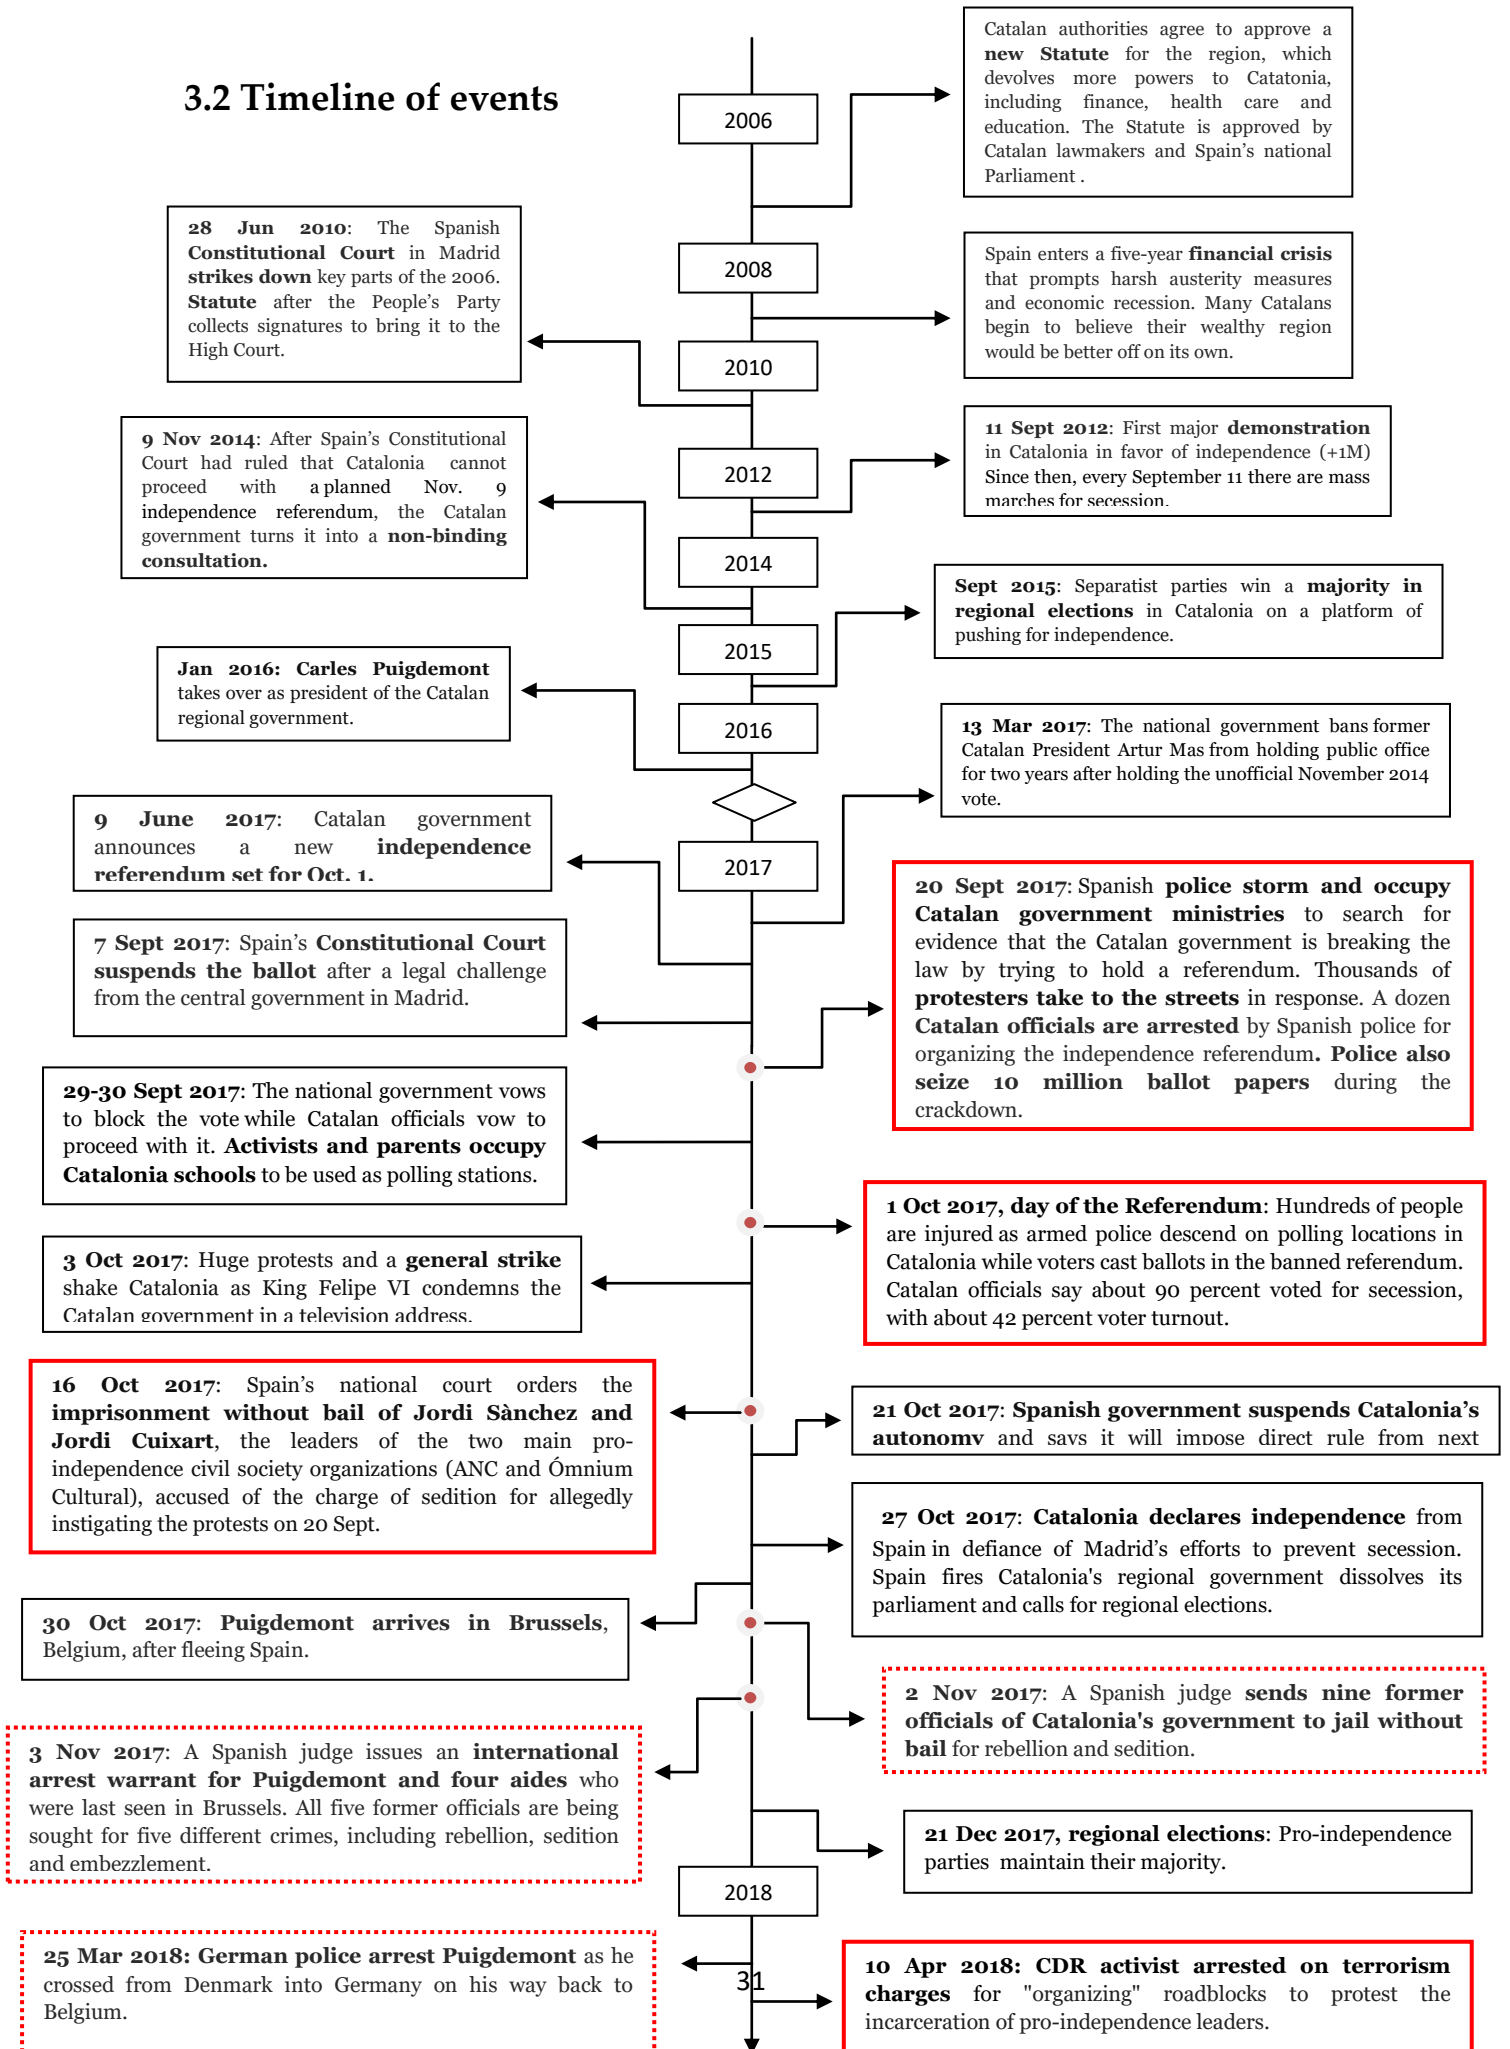 3.2 Timeline of events
2006
Catalan authorities agree to approve a
new Statute for the region, which
devolves more powers to Catatonia,
including finance, health care and
education. The Statute is approved by
Catalan lawmakers and Spain's national
Parliament .
28 Jun 2010: The Spanish
Constitutional Court in Madrid
strikes down key parts of the 2006.
Statute after the People's Party
collects signatures to bring it to the
High Court.
2008
Spain enters a five-year financial crisis
that prompts harsh austerity measures
and economic recession. Many Catalans
begin to believe their wealthy region
would be better off on its own.
2010
9 Nov 2014: After Spain's Constitutional
Court had ruled that Catalonia cannot
proceed with a planned Nov. 9
independence referendum, the Catalan
government turns it into a non-binding
consultation.
2012
11 Sept 2012: First major demonstration
in Catalonia in favor of independence (+1M)
Since then, every September 11 there are mass
marches for secession.
2014
Sept 2015: Separatist parties win a majority in
regional elections in Catalonia on a platform of
pushing for independence.
2015
Jan 2016: Carles Puigdemont
takes over as president of the Catalan
regional government.
2016
13 Mar 2017: The national government bans former
Catalan President Artur Mas from holding public office
for two years after holding the unofficial November 2014
vote.
9 June 2017: Catalan government
announces a new independence
referendum set for Oct. 1.
2017
20 Sept 2017: Spanish police storm and occupy
Catalan government ministries to search for
evidence that the Catalan government is breaking the
law by trying to hold a referendum. Thousands of
protesters take to the streets in response. A dozen
Catalan officials are arrested by Spanish police for
organizing the independence referendum. Police also
seize 10 million ballot papers during the
crackdown.
7 Sept 2017: Spain's Constitutional Court
suspends the ballot after a legal challenge
from the central government in Madrid.
29-30 Sept 2017: The national government vows
to block the vote while Catalan officials vow to
proceed with it. Activists and parents occupy
Catalonia schools to be used as polling stations.
1 Oct 2017, day of the Referendum: Hundreds of people
are injured as armed police descend on polling locations in
Catalonia while voters cast ballots in the banned referendum.
Catalan officials say about 90 percent voted for secession,
with about 42 percent voter turnout.
3 Oct 2017: Huge protests and a general strike
shake Catalonia as King Felipe VI condemns the
Catalan government in a television address.
16 Oct 2017: Spain's national court orders the
imprisonment without bail of Jordi Sànchez and
Jordi Cuixart, the leaders of the two main pro-
independence civil society organizations (ANC and Ómnium
Cultural), accused of the charge of sedition for allegedly
instigating the protests on 20 Sept.
21 Oct 2017: Spanish government suspends Catalonia's
autonomy and says it will impose direct rule from next
27 Oct 2017: Catalonia declares independence from
Spain in defiance of Madrid's efforts to prevent secession.
Spain fires Catalonia's regional government dissolves its
parliament and calls for regional elections.
30 Oct 2017: Puigdemont arrives in Brussels,
Belgium, after fleeing Spain.
2 Nov 2017: A Spanish judge sends nine former
officials of Catalonia's government to jail without
bail for rebellion and sedition.
3 Nov 2017: A Spanish judge issues an international
arrest warrant for Puigdemont and four aides who
were last seen in Brussels. All five former officials are being
sought for five different crimes, including rebellion, sedition
and embezzlement.
21 Dec 2017, regional elections: Pro-independence
parties maintain their majority.
2018
25 Mar 2018: German police arrest Puigdemont as he
crossed from Denmark into Germany on his way back to
Belgium.
10 Apr 2018: CDR activist arrested on terrorism
charges for "organizing" roadblocks to protest the
incarceration of pro-independence leaders.
31